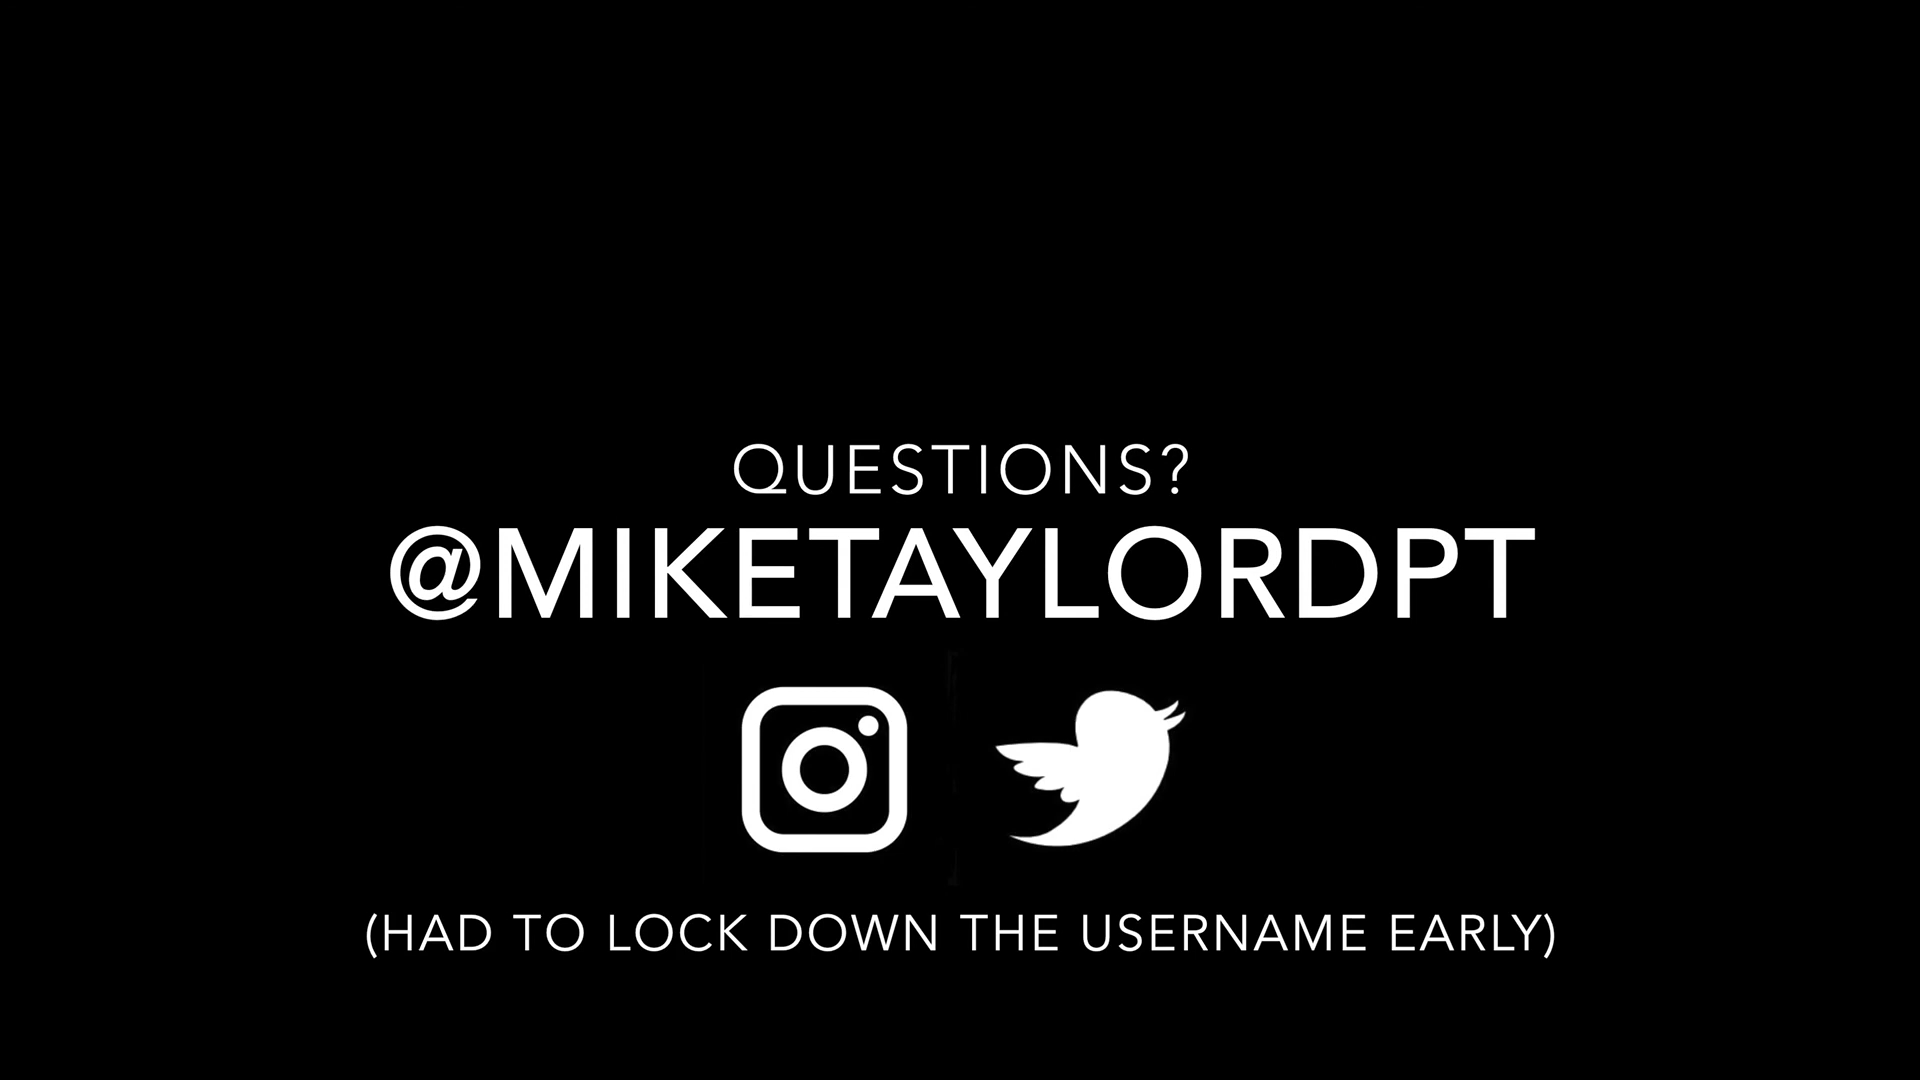 QUESTIONS?
@MIKETAYLORDPT
(HAD TO LOCK DOWN THE USERNAME EARLY)